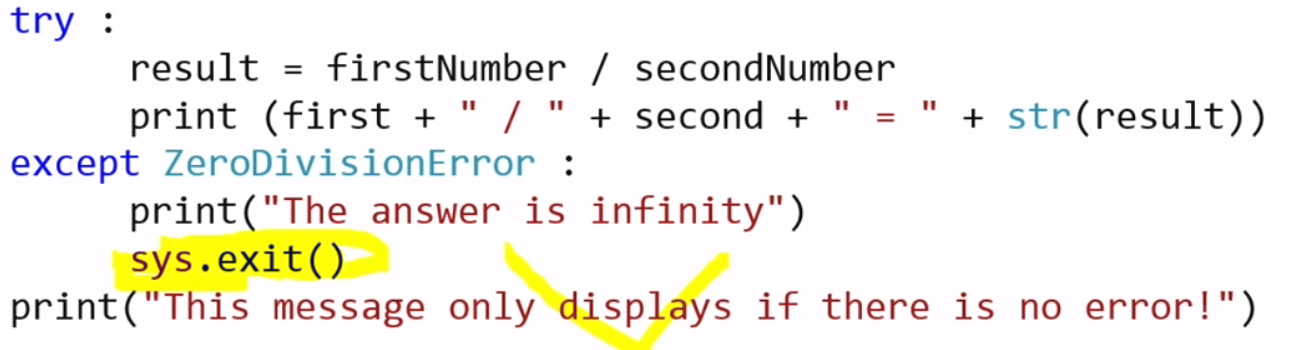 try :
result = firstNumber / secondNumber
print (first + " / " + second + " = " + str(result))
except ZeroDivisionError :
print("The answer is infinity")
sys.exit()
print("This message only displays if there is no error!")